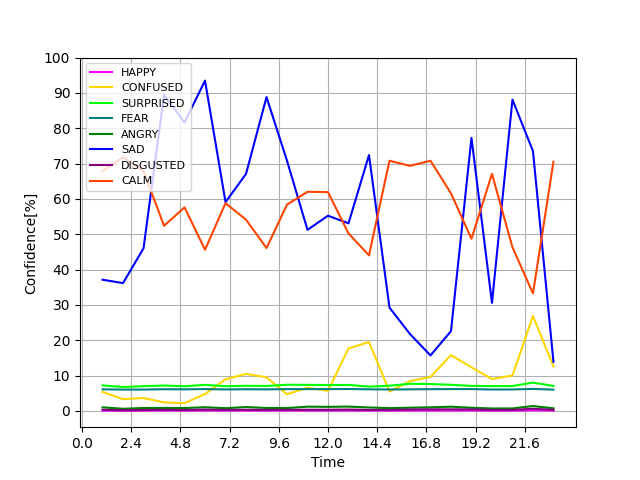 100
90
80
70
60
50
40
30
20
10
0
Confidence[%]
HAPPY
CONFUSED
SURPRISED
FEAR
ANGRY
SAD
DISGUSTED
CALM
0.0 2.4 4.8 7.2 9.6 12.0 14.4 16.8 19.2 21.6
Time